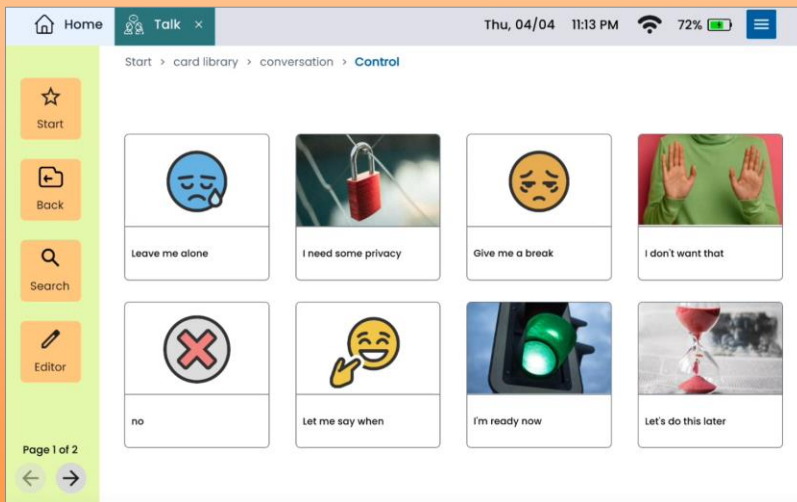 Home
Talk ×
Thu, 04/04 11:13 PM 72%
Start > card library > conversation > Control
Start
Back
Search
Editor
Leave me alone
I need some privacy
Give me a break
I don't want that
no
Let me say when
I'm ready now
Let's do this later
Page 1 of 2